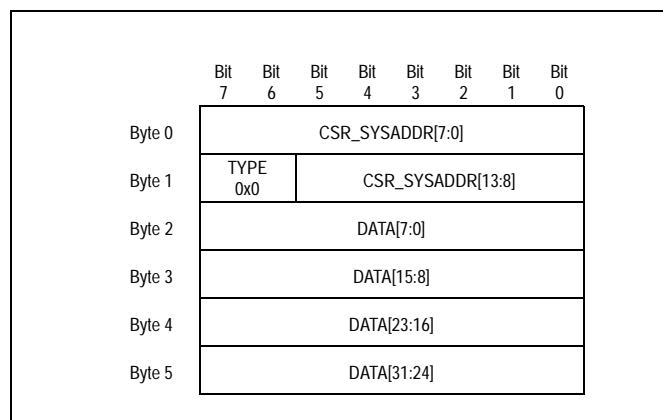 Bit Bit Bit Bit Bit Bit Bit Bit
7 6 5 4 3 2 1 0
Byte 0 CSR_SYSADDR[7:0]
Byte 1 TYPE 0x0 CSR_SYSADDR[13:8]
Byte 2 DATA[7:0]
Byte 3 DATA[15:8]
Byte 4 DATA[23:16]
Byte 5 DATA[31:24]